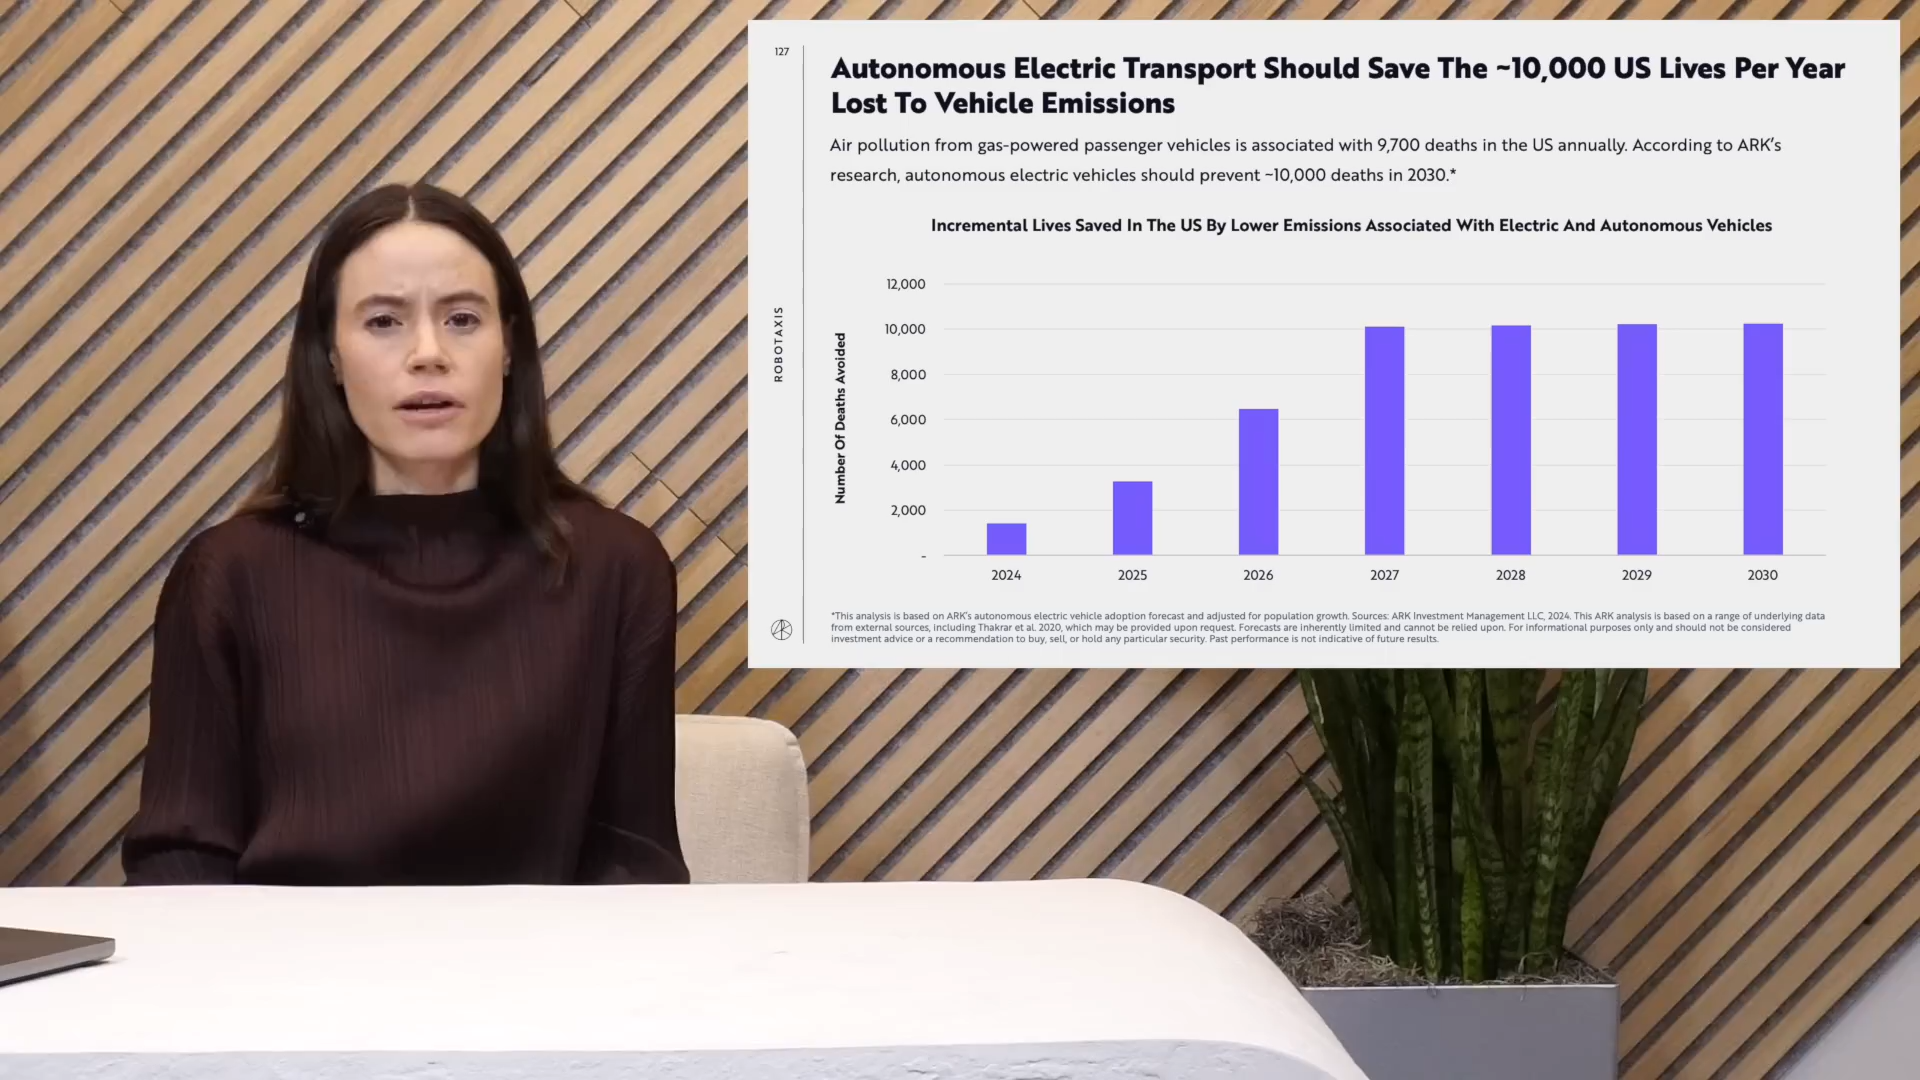 127
Autonomous Electric Transport Should Save The ~10,000 US Lives Per Year
Lost To Vehicle Emissions
Air pollution from gas-powered passenger vehicles is associated with 9,700 deaths in the US annually. According to ARK's
research, autonomous electric vehicles should prevent ~10,000 deaths in 2030.*
ROBOTAXIS
Incremental Lives Saved In The US By Lower Emissions Associated With Electric And Autonomous Vehicles
Number Of Deaths Avoided
12,000
10,000
8,000
6,000
4,000
2,000
-
2024 2025 2026 2027 2028 2029 2030
*This analysis is based on ARK's autonomous electric vehicle adoption forecast and adjusted for population growth. Sources: ARK Investment Management LLC, 2024. This ARK analysis is based on a range of underlying data
from external sources, including Thakrar et al. 2020, which may be provided upon request. Forecasts are inherently limited and cannot be relied upon. For informational purposes only and should not be considered
investment advice or a recommendation to buy, sell, or hold any particular security. Past performance is not indicative of future results.